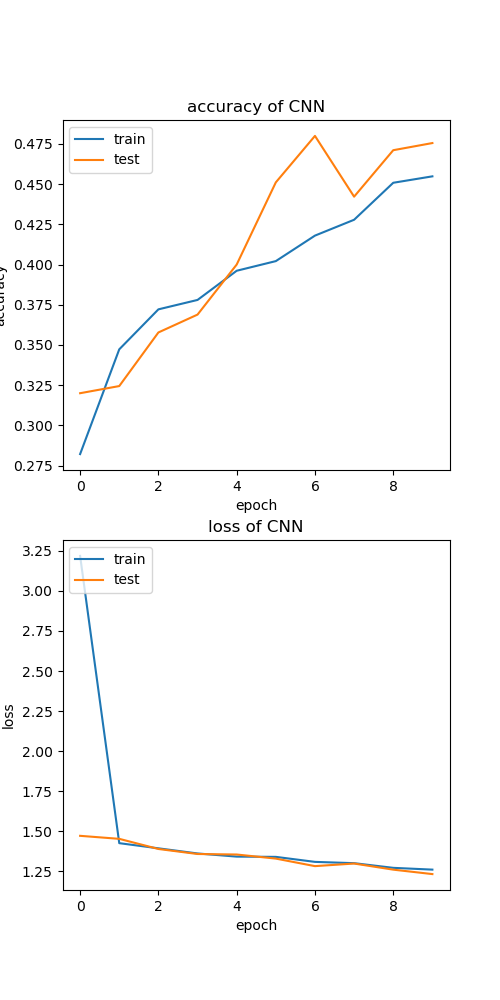 accuracy of CNN
train
test
0.475
0.450
0.425
0.400
0.375
0.350
0.325
0.300
0.275
accuracy
0 2 4 6 8
epoch
loss of CNN
train
test
3.25
3.00
2.75
2.50
2.25
2.00
1.75
1.50
1.25
loss
0 2 4 6 8
epoch